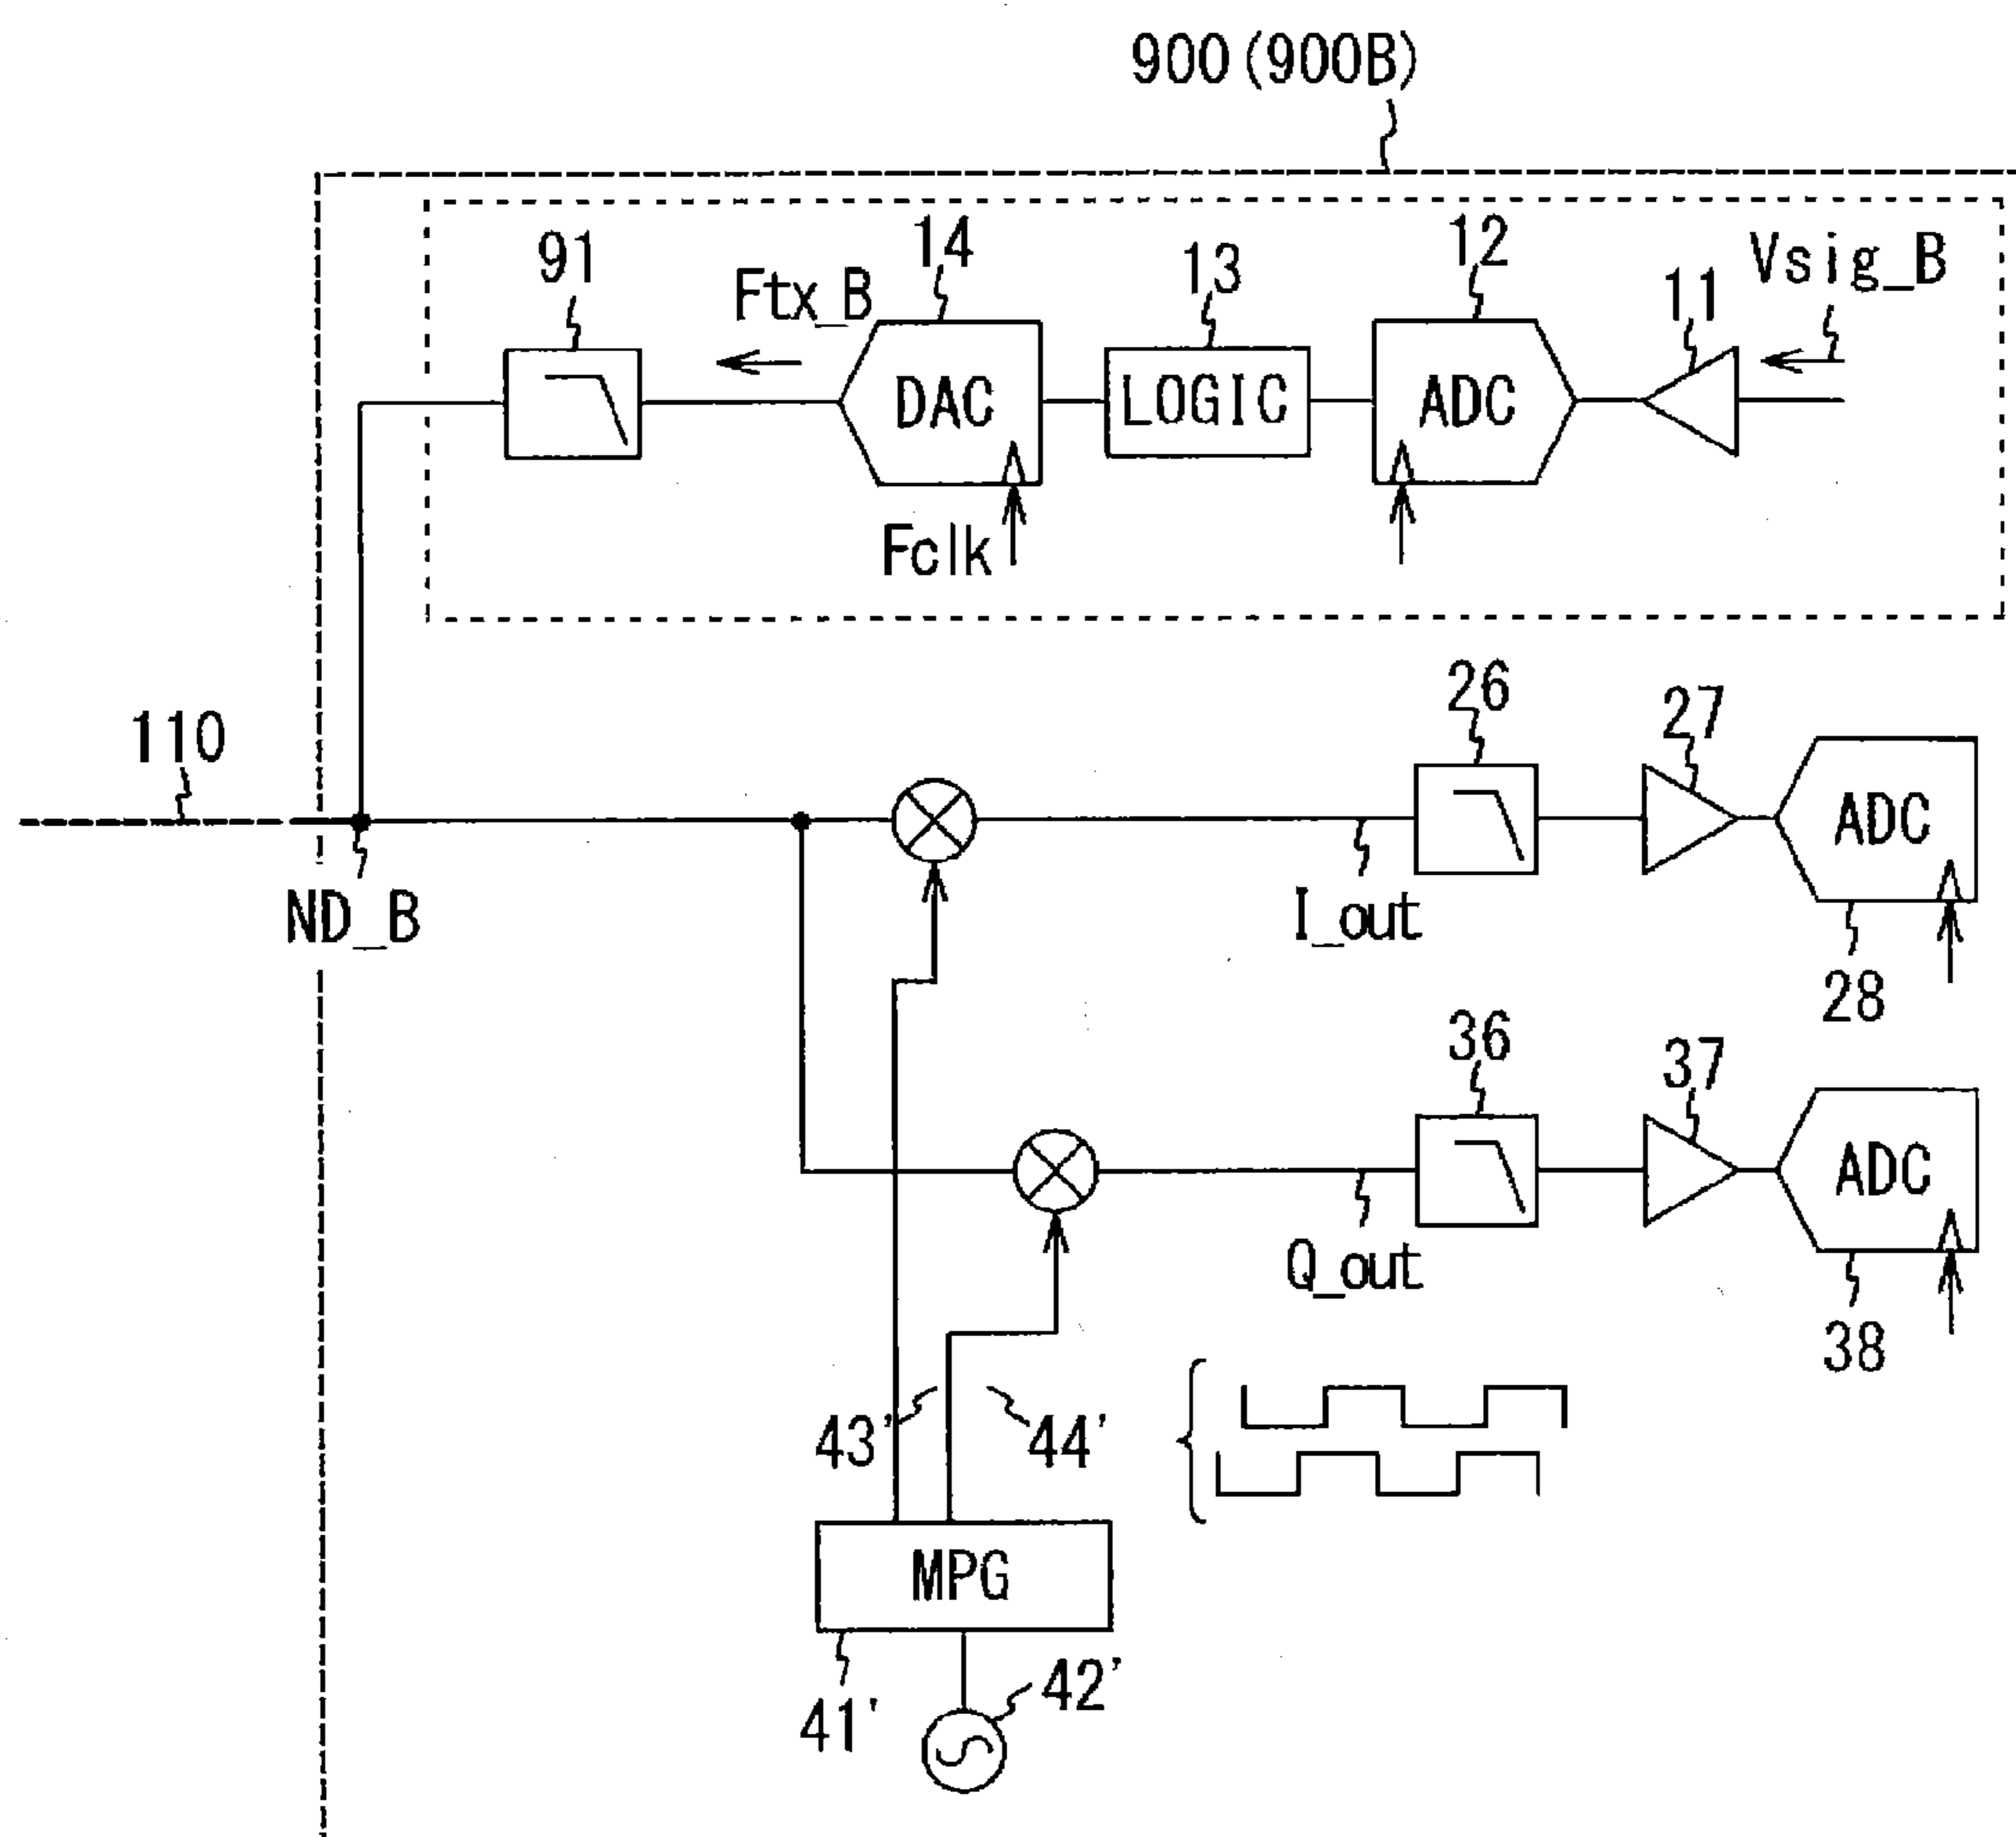 900(900B)
91
Ftx_B
14
13
12
11
Vsig_B
DAC
LOGIC
ADC
Fclk
110
26
27
ADC
ND_B
I_out
28
36
37
ADC
Q_out
38
43'
44'
MPG
41'
42'